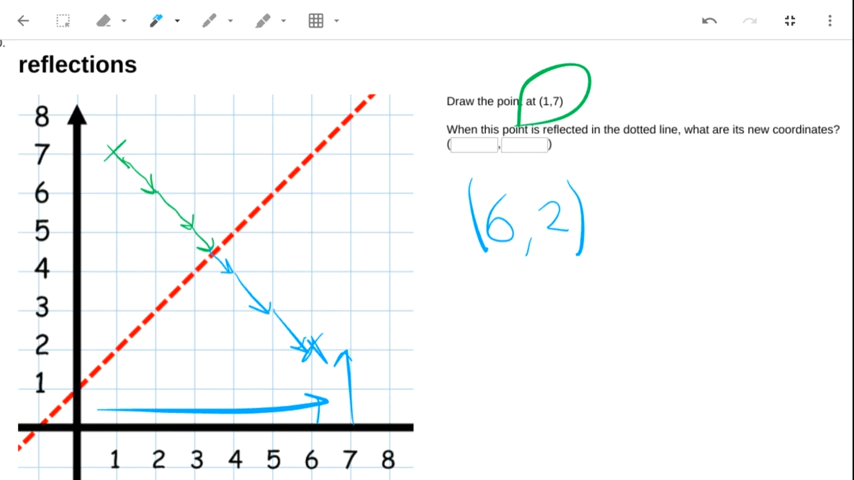 reflections
Draw the point at (1,7)
When this point is reflected in the dotted line, what are its new coordinates?
( , )
(6,2)
8
7
6
5
4
3
2
1
1 2 3 4 5 6 7 8